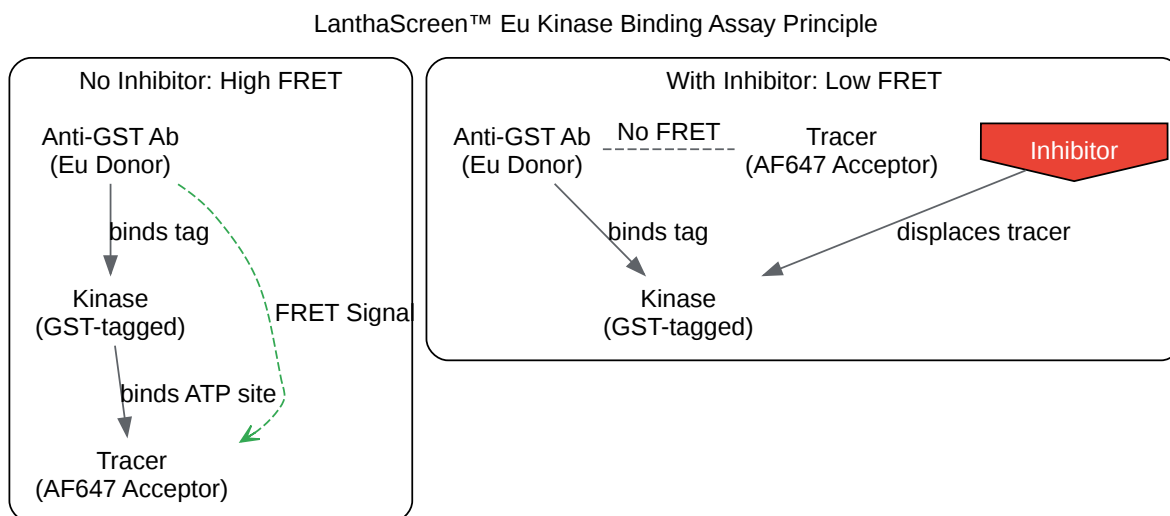 LanthaScreen™ Eu Kinase Binding Assay Principle
No Inhibitor: High FRET
Anti-GST Ab
(Eu Donor)
binds tag
Kinase
(GST-tagged)
FRET Signal
binds ATP site
Tracer
(AF647 Acceptor)
With Inhibitor: Low FRET
Anti-GST Ab
(Eu Donor)
No FRET
Tracer
(AF647 Acceptor)
Inhibitor
binds tag
displaces tracer
Kinase
(GST-tagged)